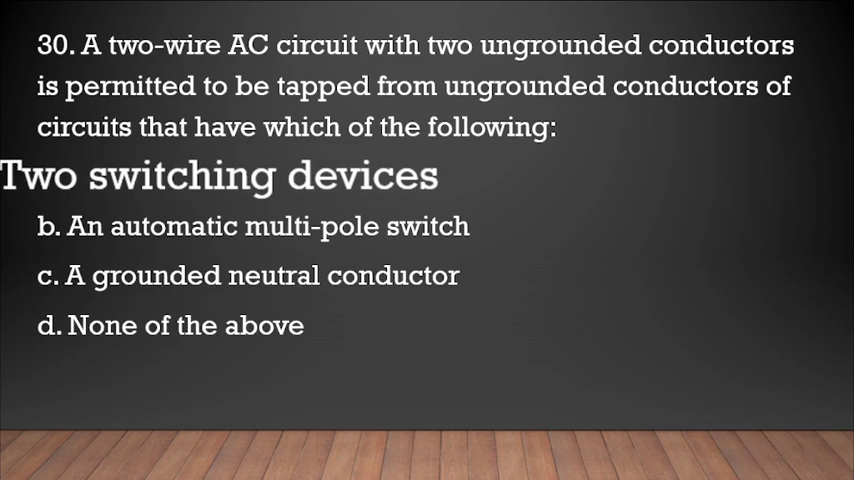 30. A two-wire AC circuit with two ungrounded conductors
is permitted to be tapped from ungrounded conductors of
circuits that have which of the following:
Two switching devices
b. An automatic multi-pole switch
c. A grounded neutral conductor
d. None of the above